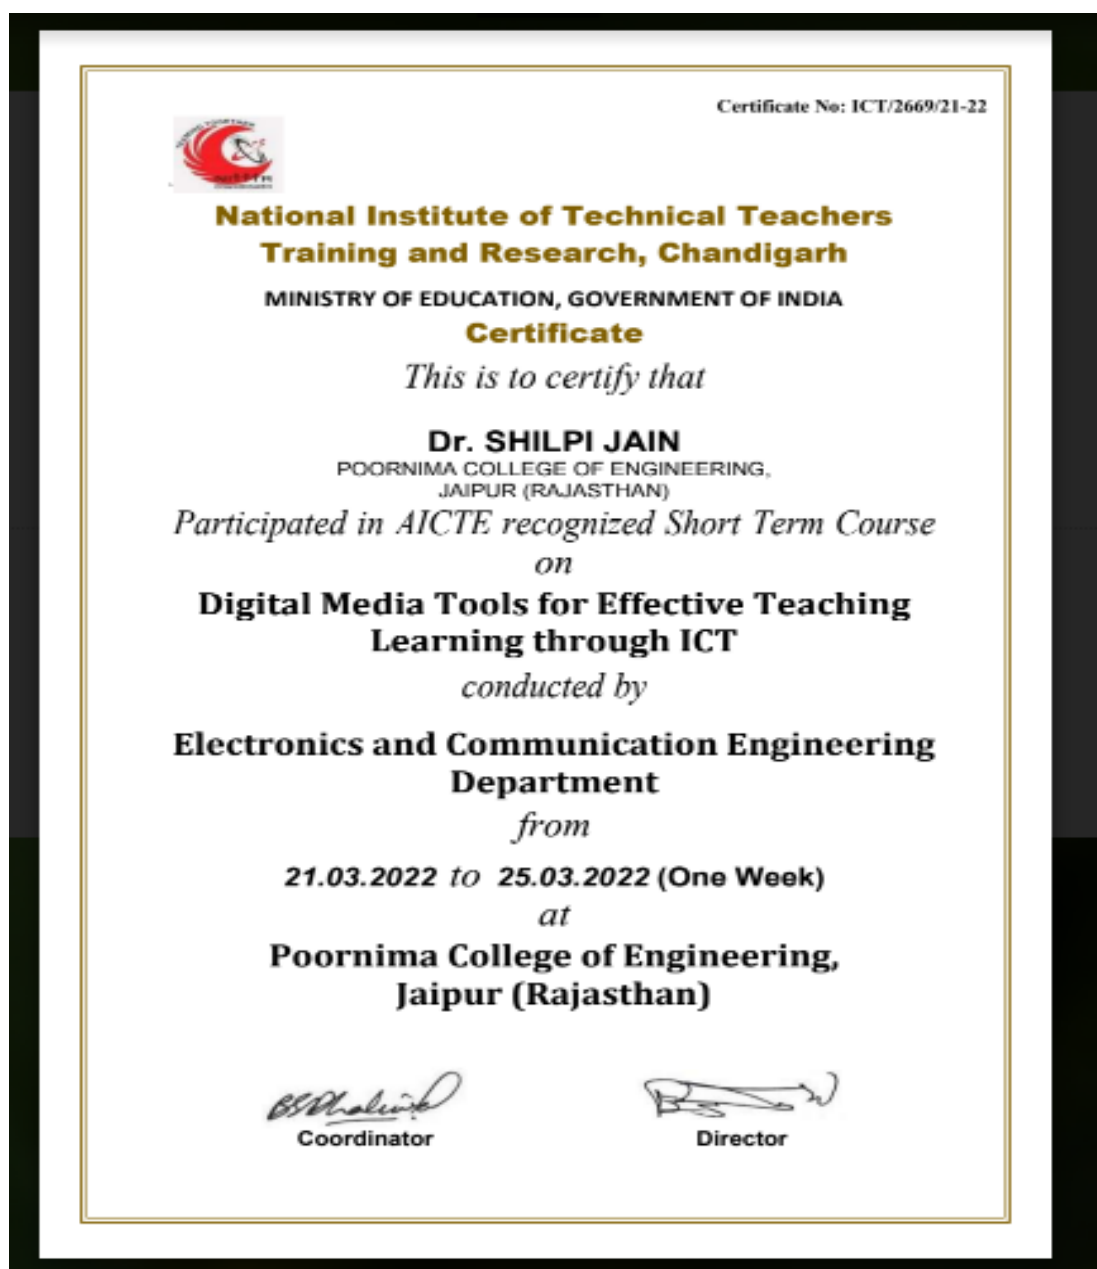 Certificate No: ICT/2669/21-22
National Institute of Technical Teachers
Training and Research, Chandigarh
MINISTRY OF EDUCATION, GOVERNMENT OF INDIA
Certificate
This is to certify that
Dr. SHILPI JAIN
POORNIMA COLLEGE OF ENGINEERING,
JAIPUR (RAJASTHAN)
Participated in AICTE recognized Short Term Course
on
Digital Media Tools for Effective Teaching
Learning through ICT
conducted by
Electronics and Communication Engineering
Department
from
21.03.2022 to 25.03.2022 (One Week)
at
Poornima College of Engineering,
Jaipur (Rajasthan)
Coordinator
Director